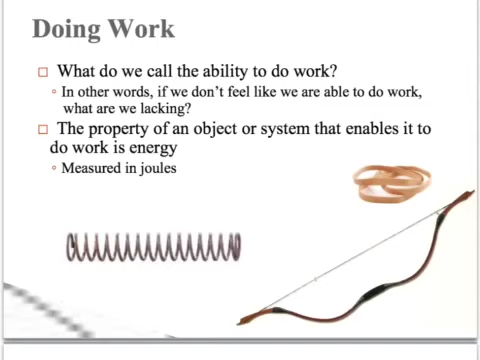 Doing Work
What do we call the ability to do work?
In other words, if we don't feel like we are able to do work,
what are we lacking?
The property of an object or system that enables it to
do work is energy
Measured in joules